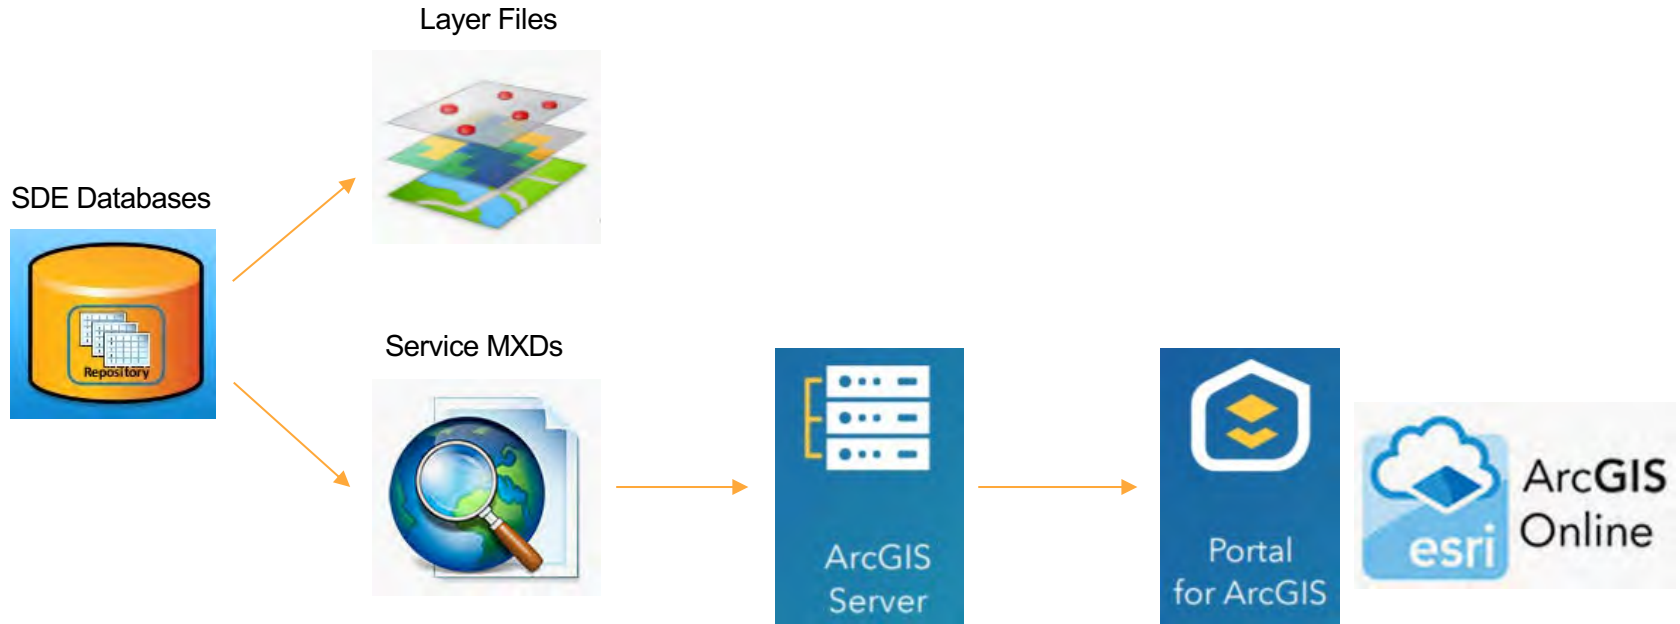 Layer Files
SDE Databases
Repository
Service MXDs
ArcGIS
Server
Portal
for ArcGIS
esri
ArcGIS
Online